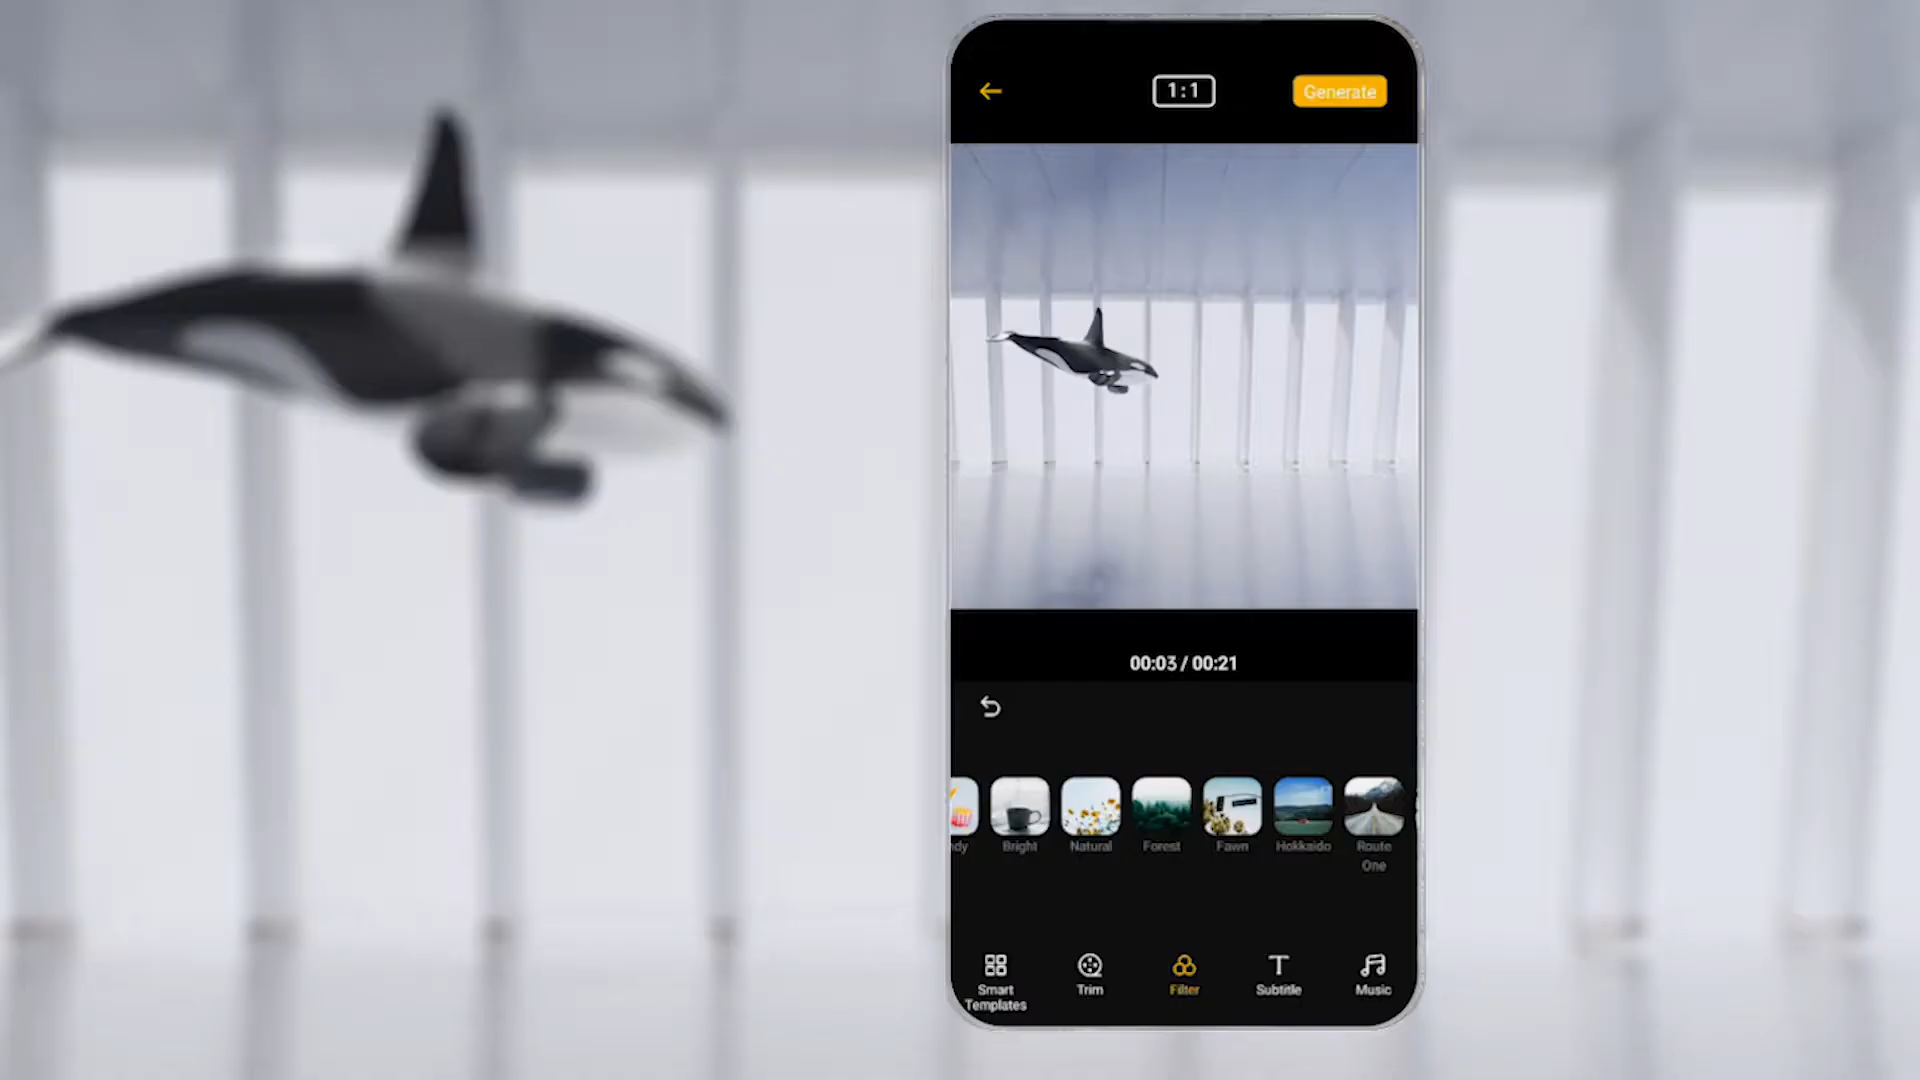 1:1
Generate
00:03 / 00:21
dy
Bright
Natural
Forest
Fawn
Hokkaido
Route
One
Smart
Templates
Trim
Filter
Subtitle
Music